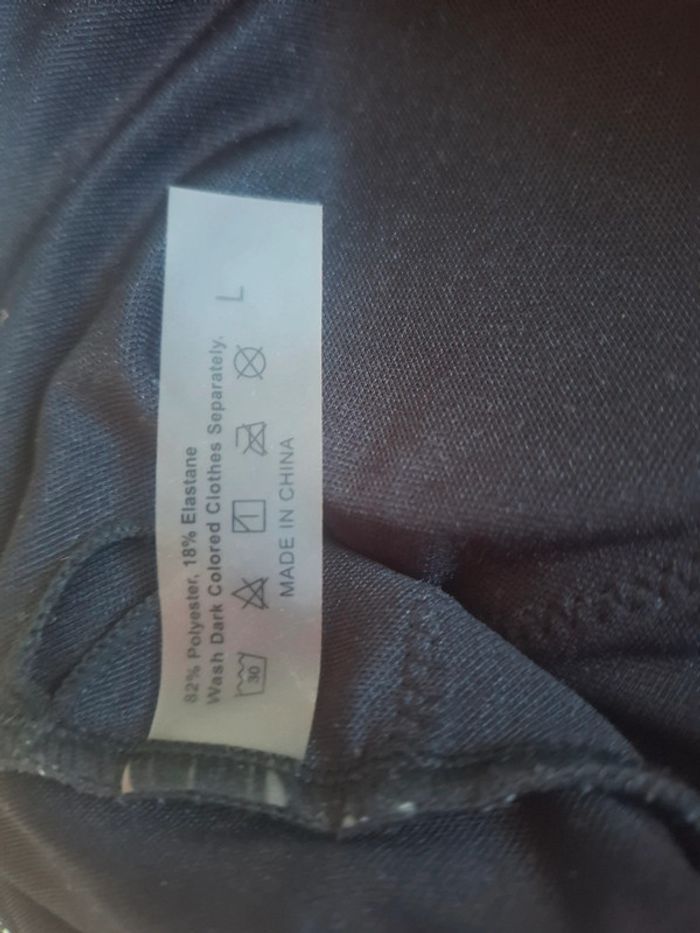 82% Polyester, 18% Elastane
Wash Dark Colored Clothes Separately.
30
L
MADE IN CHINA